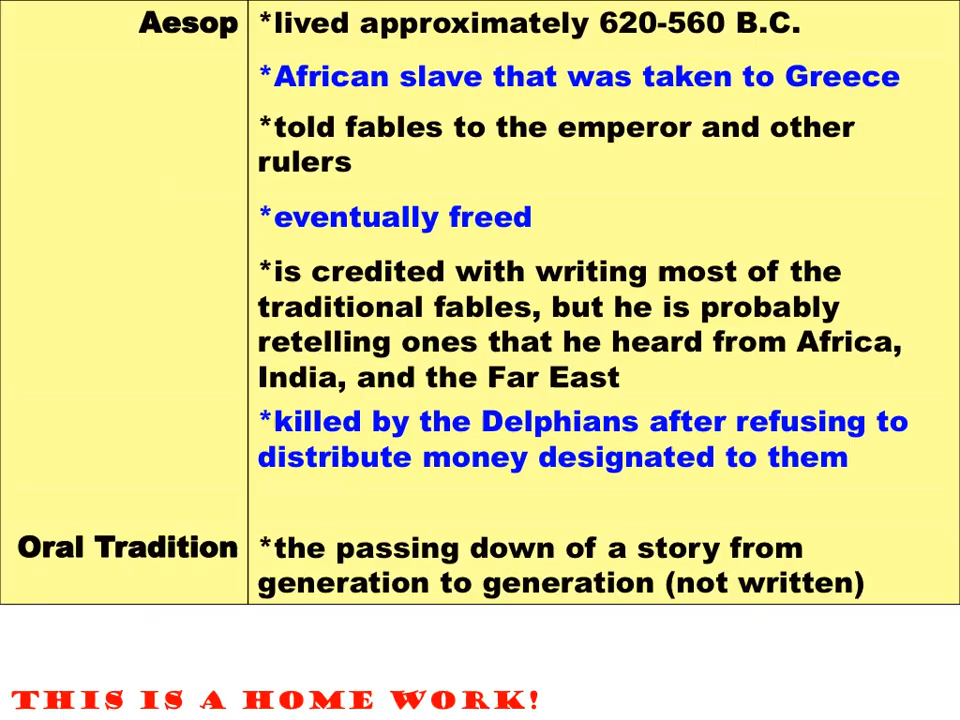 Aesop *lived approximately 620-560 B.C.
*African slave that was taken to Greece
*told fables to the emperor and other
rulers
*eventually freed
*is credited with writing most of the
traditional fables, but he is probably
retelling ones that he heard from Africa,
India, and the Far East
*killed by the Delphians after refusing to
distribute money designated to them
Oral Tradition *the passing down of a story from
generation to generation (not written)
THIS IS A HOME WORK!